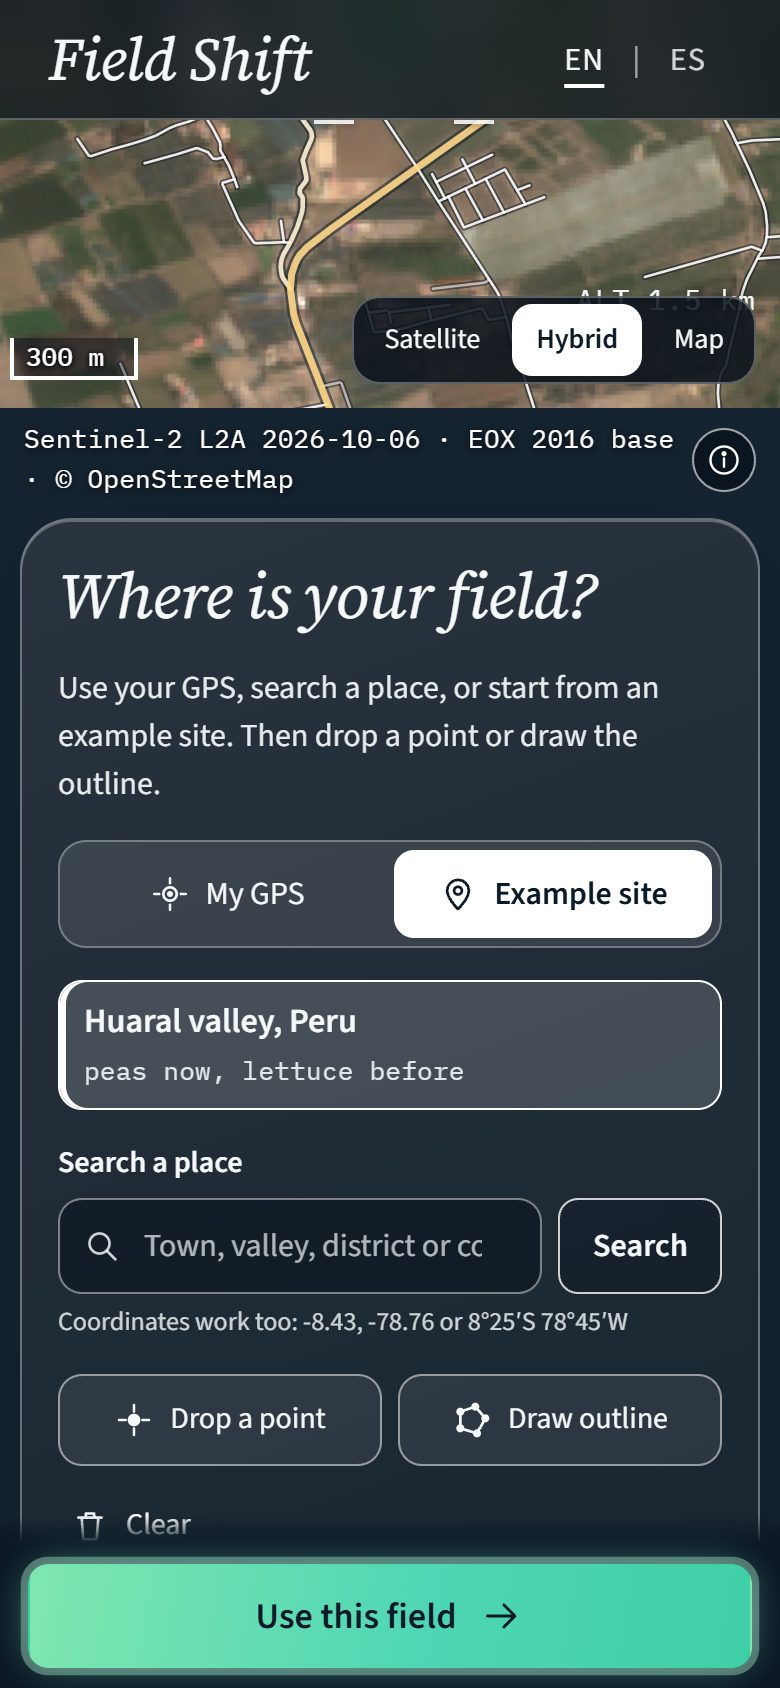 Field Shift
EN | ES
ALT 1.5 km
Satellite Hybrid Map
300 m
Sentinel-2 L2A 2026-10-06 · EOX 2016 base
· © OpenStreetMap
Where is your field?
Use your GPS, search a place, or start from an
example site. Then drop a point or draw the
outline.
My GPS Example site
Huaral valley, Peru
peas now, lettuce before
Search a place
Town, valley, district or cc Search
Coordinates work too: -8.43, -78.76 or 8°25′S 78°45′W
Drop a point Draw outline
Clear
Use this field →